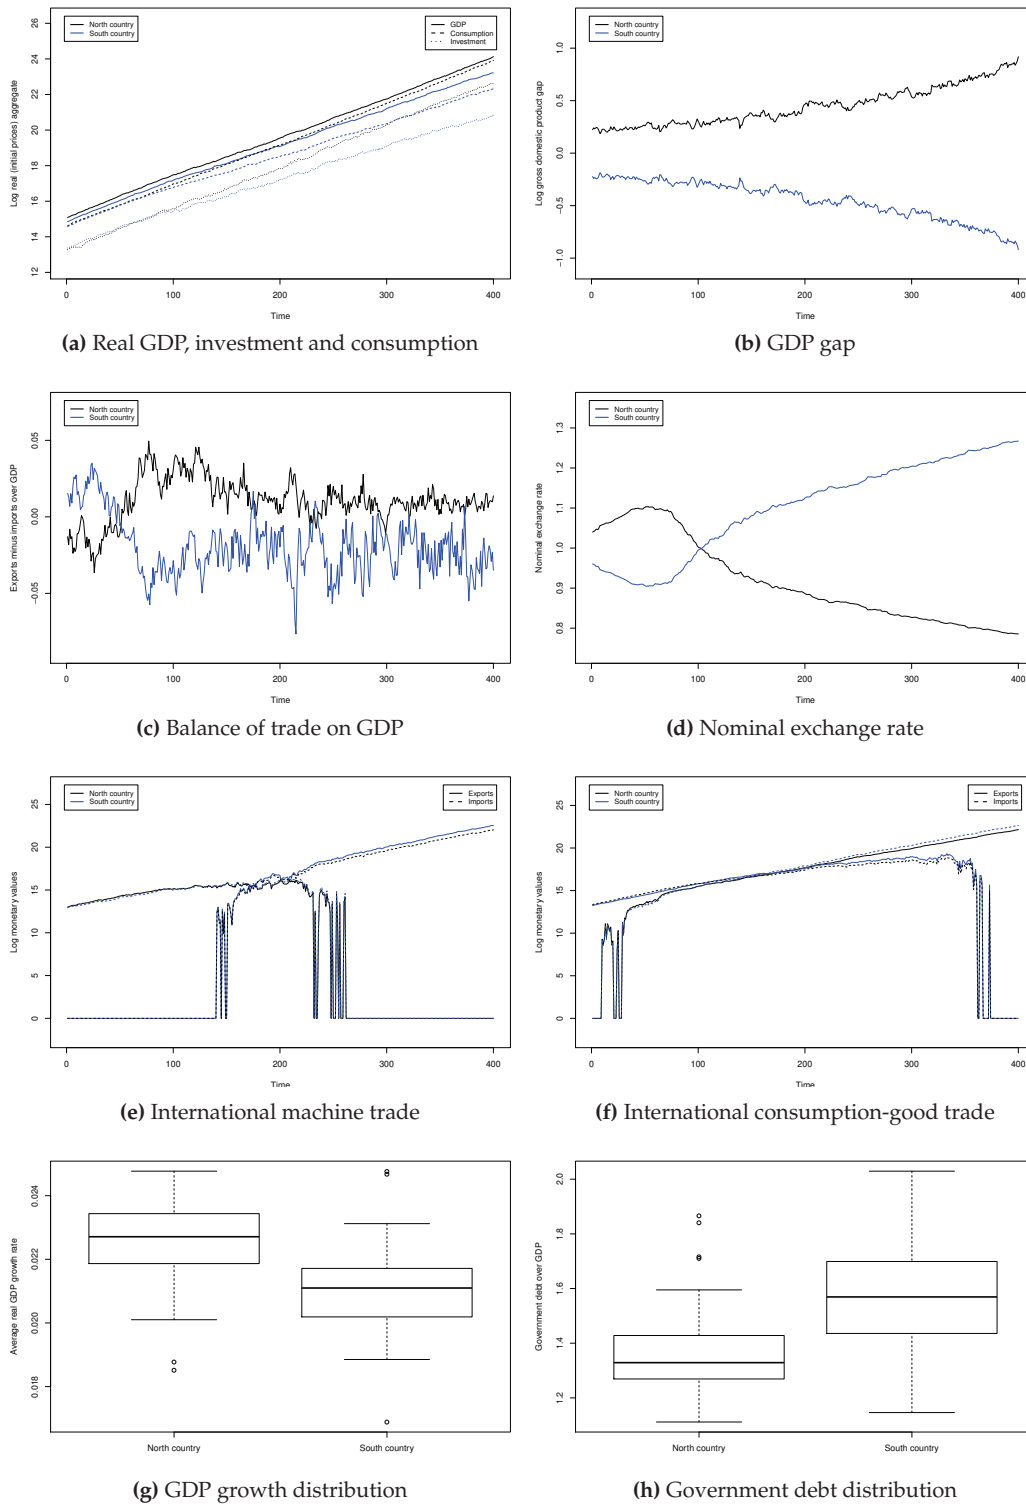 North country
South country
GDP
Consumption
Investment
Log real (initial prices) aggregate
12 14 16 18 20 22 24 26
0 100 200 300 400
Time
(a) Real GDP, investment and consumption
North country
South country
Log gross domestic product gap
−1.0 −0.5 0.0 0.5 1.0
0 100 200 300 400
Time
(b) GDP gap
North country
South country
Exports minus imports over GDP
−0.05 0.00 0.05
0 100 200 300 400
Time
(c) Balance of trade on GDP
North country
South country
Nominal exchange rate
0.8 0.9 1.0 1.1 1.2 1.3
0 100 200 300 400
Time
(d) Nominal exchange rate
North country
South country
Exports
Imports
Log monetary values
0 5 10 15 20 25
0 100 200 300 400
Time
(e) International machine trade
North country
South country
Exports
Imports
Log monetary values
0 5 10 15 20 25
0 100 200 300 400
Time
(f) International consumption-good trade
Average real GDP growth rate
0.018 0.020 0.022 0.024
North country South country
(g) GDP growth distribution
Government debt over GDP
1.2 1.4 1.6 1.8 2.0
North country South country
(h) Government debt distribution